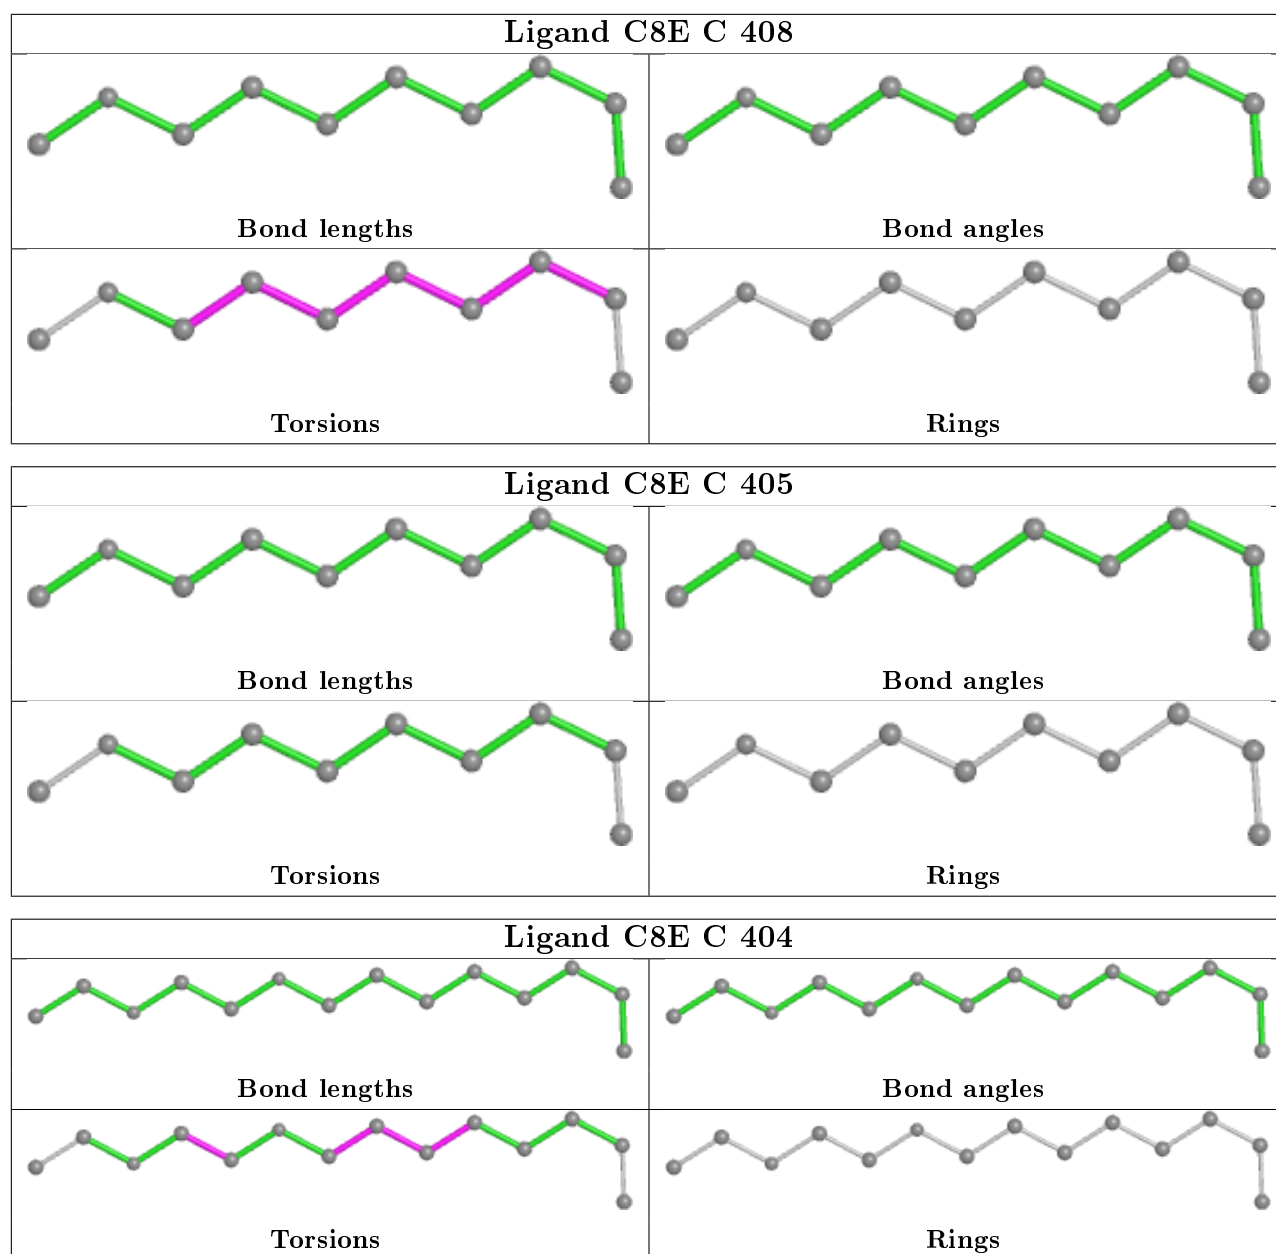 Ligand C8E C 408
Bond lengths
Bond angles
Torsions
Rings
Ligand C8E C 405
Bond lengths
Bond angles
Torsions
Rings
Ligand C8E C 404
Bond lengths
Bond angles
Torsions
Rings